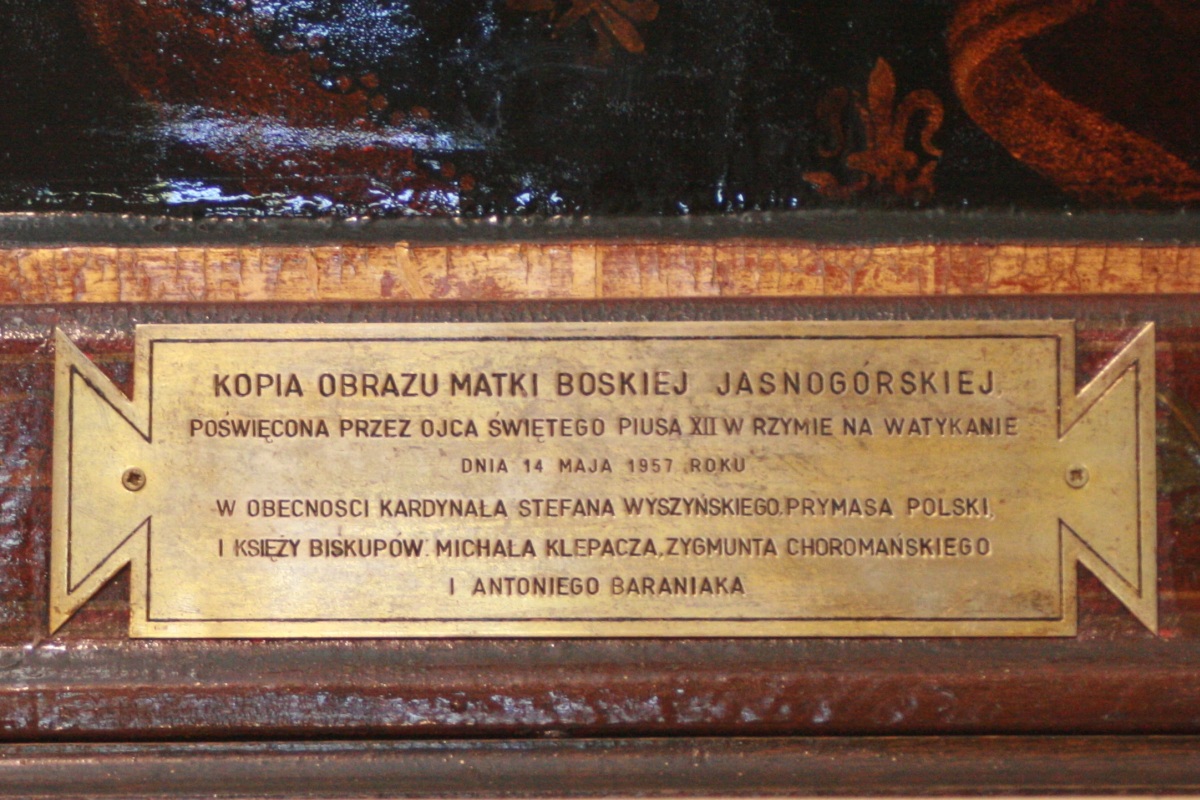 KOPIA OBRAZU MATKI BOSKIEJ JASNOGÓRSKIEJ,
POŚWIĘCONA PRZEZ OJCA ŚWIĘTEGO PIUSA XII W RZYMIE NA WATYKANIE
DNIA 14 MAJA 1957 ROKU
W OBECNOŚCI KARDYNAŁA STEFANA WYSZYŃSKIEGO, PRYMASA POLSKI,
I KSIĘŻY BISKUPÓW: MICHAŁA KLEPACZA, ZYGMUNTA CHOROMAŃSKIEGO
I ANTONIEGO BARANIAKA